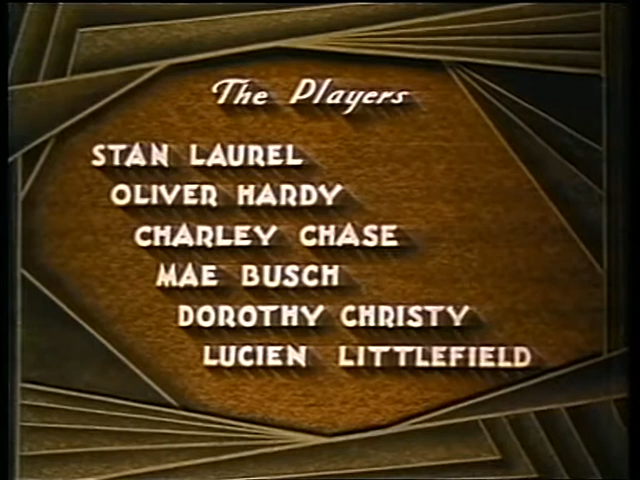 The Players
STAN LAUREL
OLIVER HARDY
CHARLEY CHASE
MAE BUSCH
DOROTHY CHRISTY
LUCIEN LITTLEFIELD